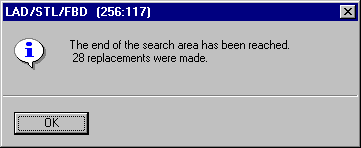 LAD/STL/FBD (256:117)
The end of the search area has been reached.
28 replacements were made.
OK